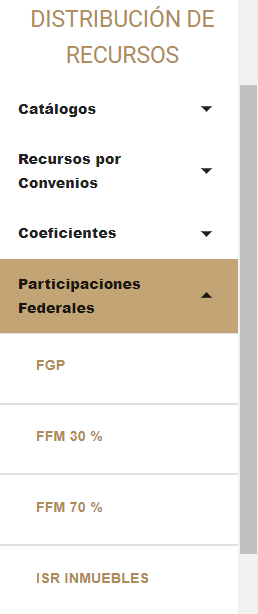 DISTRIBUCIÓN DE
RECURSOS
Catálogos
Recursos por
Convenios
Coeficientes
Participaciones
Federales
FGP
FFM 30 %
FFM 70 %
ISR INMUEBLES